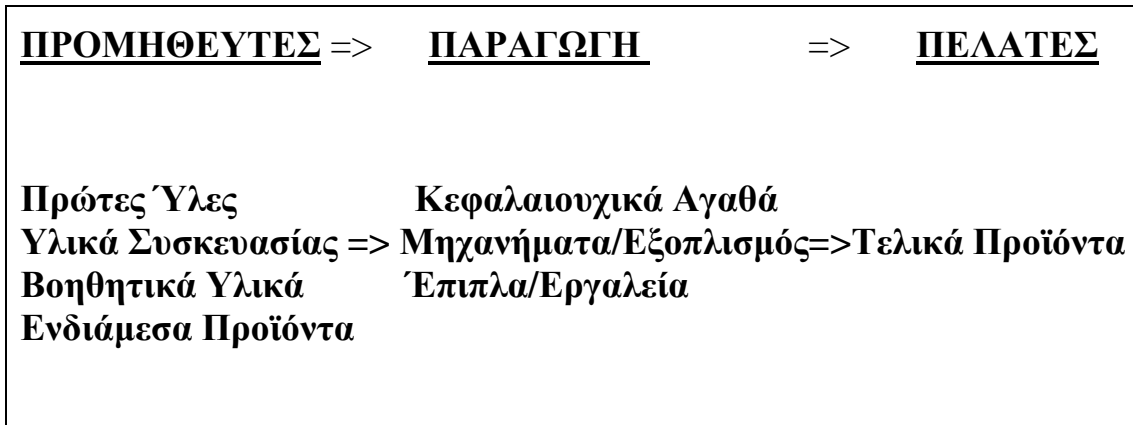 ΠΡΟΜΗΘΕΥΤΕΣ => ΠΑΡΑΓΩΓΗ => ΠΕΛΑΤΕΣ
Πρώτες Ύλες Κεφαλαιουχικά Αγαθά
Υλικά Συσκευασίας => Μηχανήματα/Εξοπλισμός=>Τελικά Προϊόντα
Βοηθητικά Υλικά Έπιπλα/Εργαλεία
Ενδιάμεσα Προϊόντα